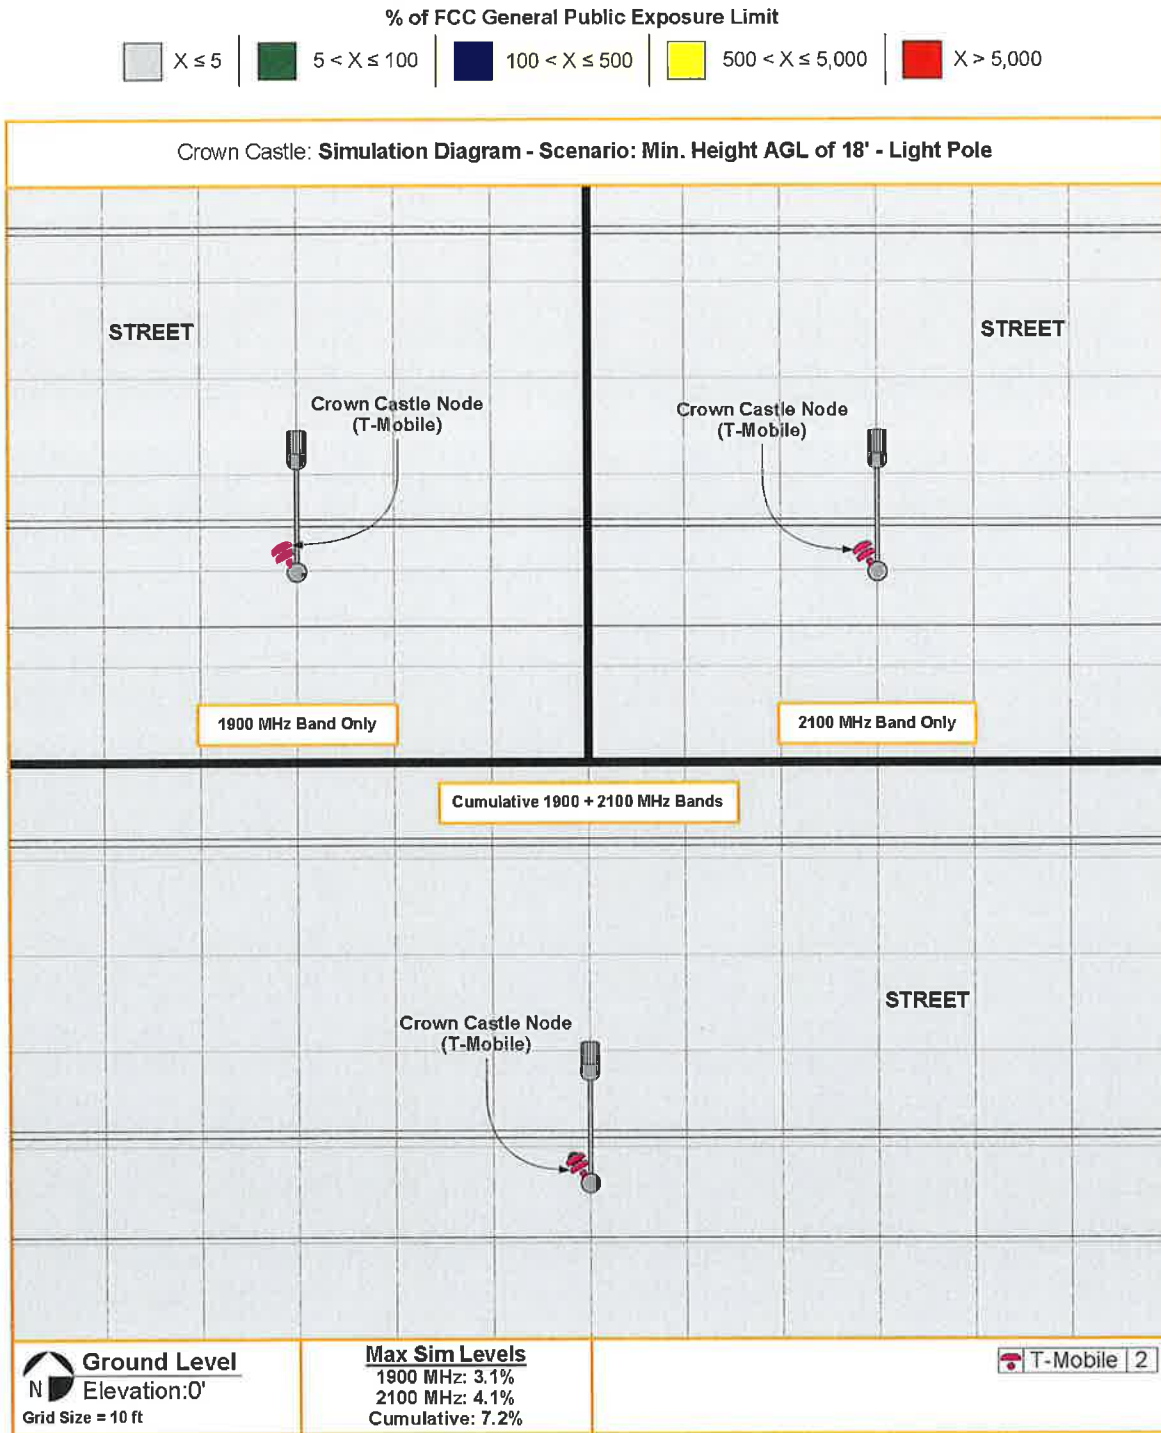 % of FCC General Public Exposure Limit
X ≤ 5
5 < X ≤ 100
100 < X ≤ 500
500 < X ≤ 5,000
X > 5,000
Crown Castle: Simulation Diagram - Scenario: Min. Height AGL of 18' - Light Pole
STREET
Crown Castle Node
(T-Mobile)
1900 MHz Band Only
STREET
Crown Castle Node
(T-Mobile)
2100 MHz Band Only
Cumulative 1900 + 2100 MHz Bands
STREET
Crown Castle Node
(T-Mobile)
N
Ground Level
Elevation:0'
Grid Size = 10 ft
Max Sim Levels
1900 MHz: 3.1%
2100 MHz: 4.1%
Cumulative: 7.2%
T-Mobile 2